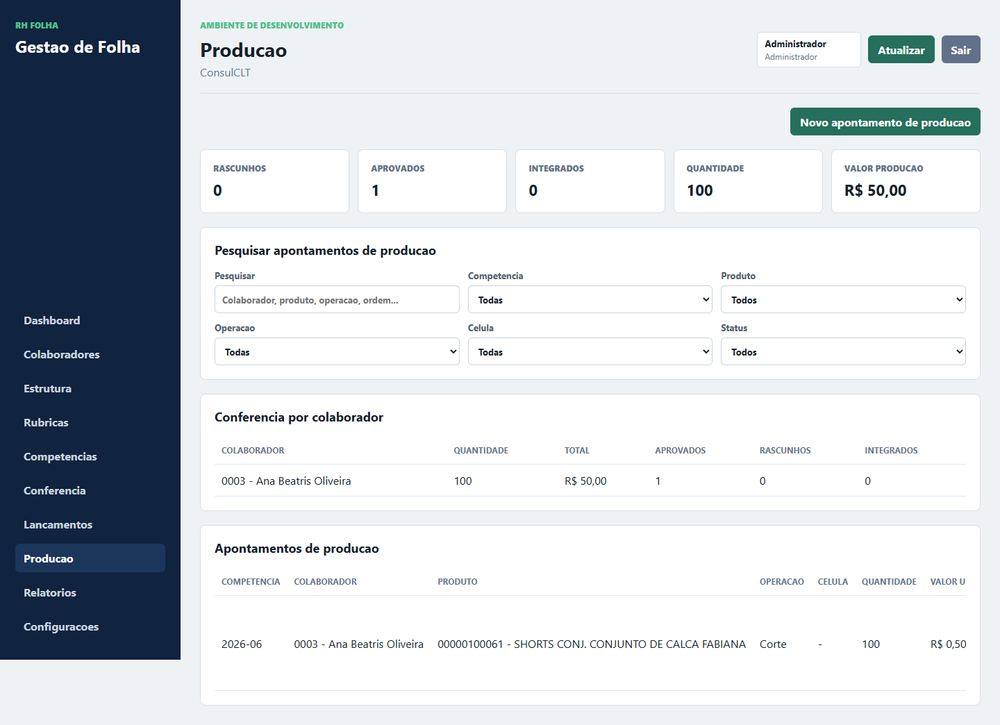 RH FOLHA
Gestao de Folha
Dashboard
Colaboradores
Estrutura
Rubricas
Competencias
Conferencia
Lancamentos
Producao
Relatorios
Configuracoes
AMBIENTE DE DESENVOLVIMENTO
Producao
ConsulCLT
Administrador
Administrador
Atualizar
Sair
Novo apontamento de producao
RASCUNHOS
0
APROVADOS
1
INTEGRADOS
0
QUANTIDADE
100
VALOR PRODUCAO
R$ 50,00
Pesquisar apontamentos de producao
Pesquisar
Colaborador, produto, operacao, ordem...
Competencia
Todas
Produto
Todos
Operacao
Todas
Celula
Todas
Status
Todos
Conferencia por colaborador
COLABORADOR QUANTIDADE TOTAL APROVADOS RASCUNHOS INTEGRADOS
0003 - Ana Beatris Oliveira 100 R$ 50,00 1 0 0
Apontamentos de producao
COMPETENCIA COLABORADOR PRODUTO OPERACAO CELULA QUANTIDADE VALOR U
2026-06 0003 - Ana Beatris Oliveira 00000100061 - SHORTS CONJ. CONJUNTO DE CALCA FABIANA Corte - 100 R$ 0,50